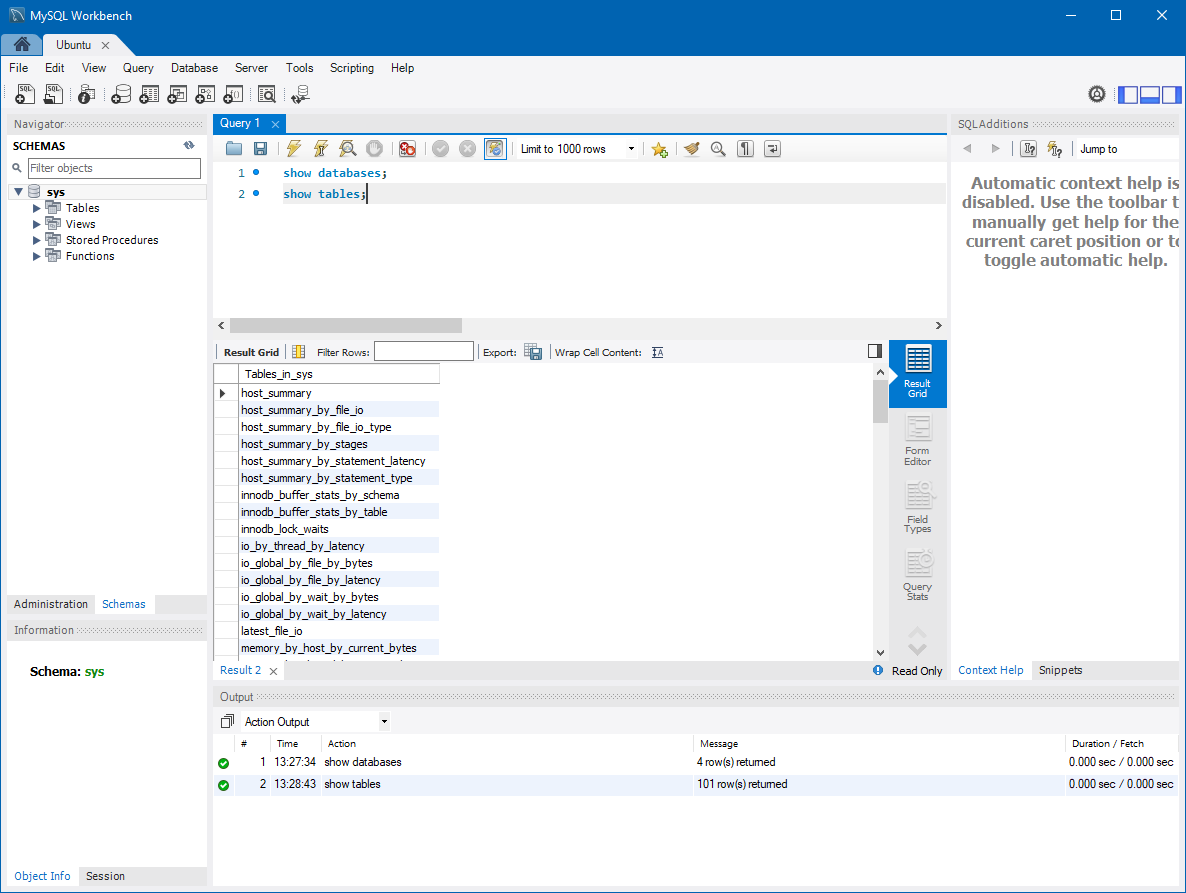 MySQL Workbench
Ubuntu
File Edit View Query Database Server Tools Scripting Help
Navigator
SCHEMAS
Filter objects
sys
Tables
Views
Stored Procedures
Functions
Administration Schemas
Information
Schema: sys
Object Info Session
Query 1
Limit to 1000 rows
1 show databases;
2 show tables;
Result Grid Filter Rows: Export: Wrap Cell Content:
Tables_in_sys
host_summary
host_summary_by_file_io
host_summary_by_file_io_type
host_summary_by_stages
host_summary_by_statement_latency
host_summary_by_statement_type
innodb_buffer_stats_by_schema
innodb_buffer_stats_by_table
innodb_lock_waits
io_by_thread_by_latency
io_global_by_file_by_bytes
io_global_by_file_by_latency
io_global_by_wait_by_bytes
io_global_by_wait_by_latency
latest_file_io
memory_by_host_by_current_bytes
Result
Grid
Form
Editor
Field
Types
Query
Stats
Result 2 Read Only
SQLAdditions
Jump to
Automatic context help is
disabled. Use the toolbar t
manually get help for the
current caret position or to
toggle automatic help.
Context Help Snippets
Output
Action Output
# Time Action Message Duration / Fetch
1 13:27:34 show databases 4 row(s) returned 0.000 sec / 0.000 sec
2 13:28:43 show tables 101 row(s) returned 0.000 sec / 0.000 sec